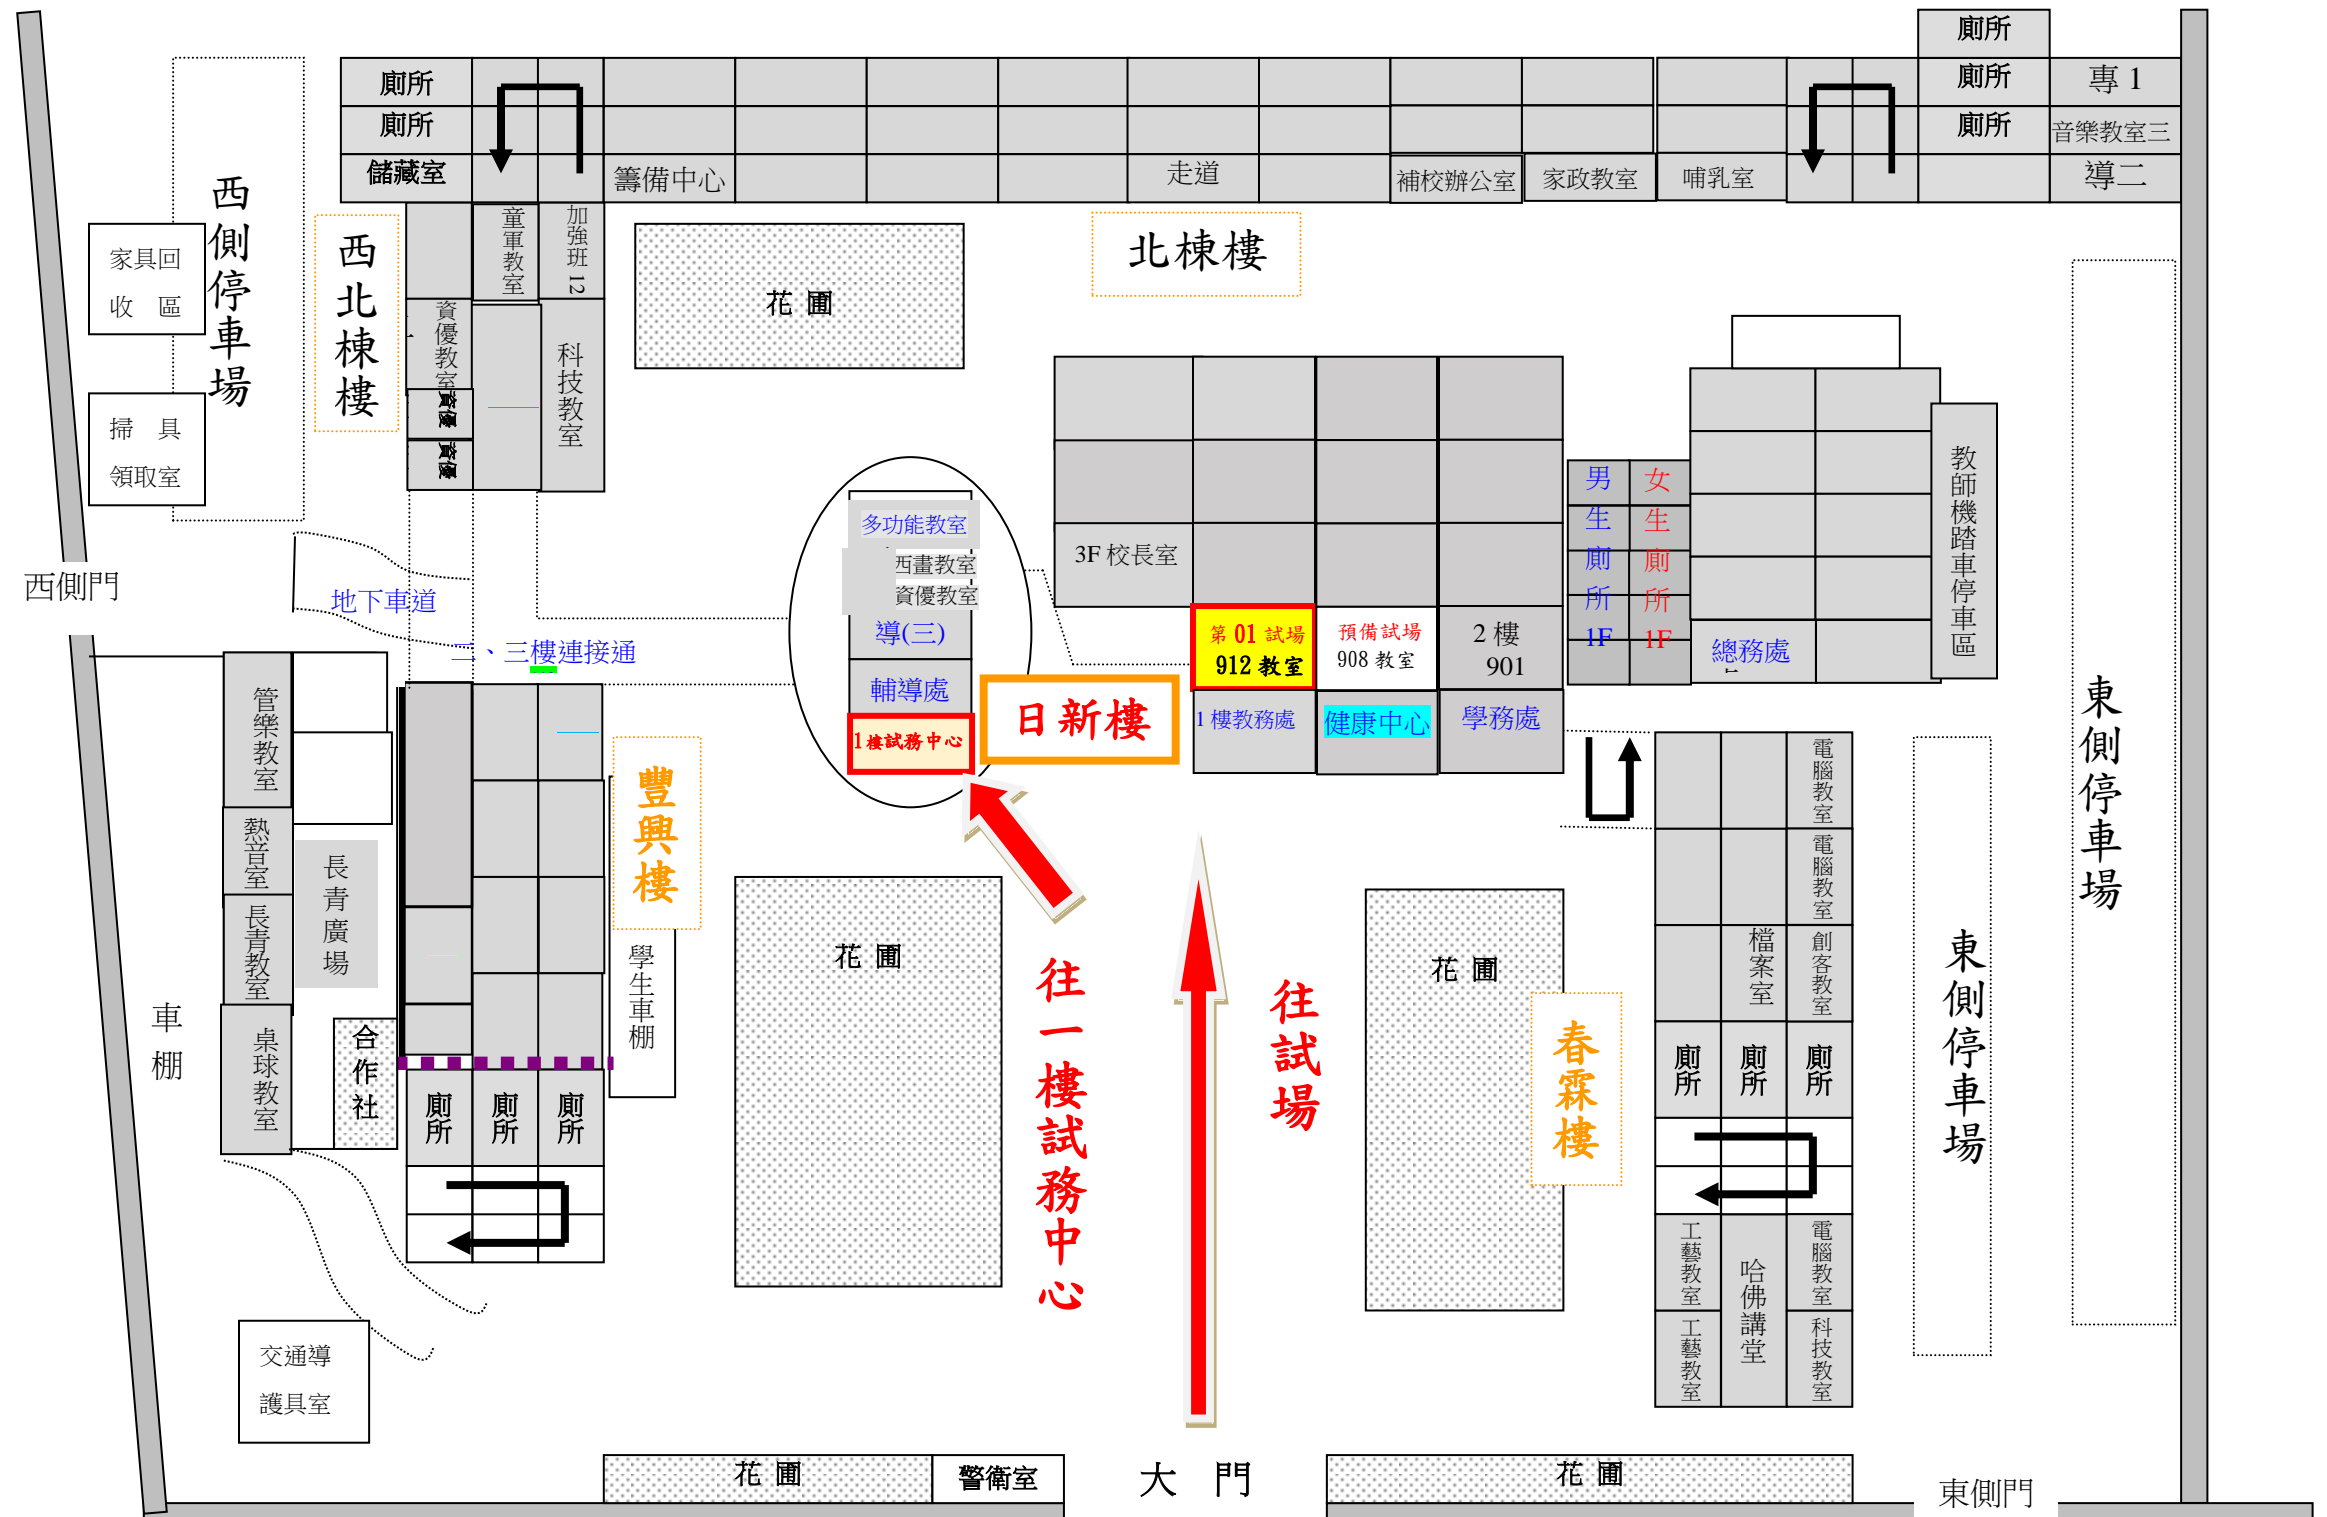 廁所
廁所
廁所
專 1
廁所
廁所
音樂教室三
儲藏室
籌備中心
走道
補校辦公室
家政教室
哺乳室
導二
西側停車場
家具回
收 區
掃 具
領取室
西北棟樓
童軍教室
加強班 12
資優教室
科技教室
資優
資優
花 圃
北棟樓
西側門
地下車道
二、三樓連接通
多功能教室
西畫教室
資優教室
導(三)
輔導處
1樓試務中心
日新樓
3F 校長室
第 01 試場
912 教室
預備試場
908 教室
2 樓
901
1 樓教務處
健康中心
學務處
男生廁所 1F
女生廁所 1F
總務處
教師機踏車停車區
東側停車場
管樂教室
熱音室
長青教室
桌球教室
長青廣場
合作社
車棚
豐興樓
學生車棚
廁所
廁所
廁所
花 圃
往一樓試務中心
往試場
花 圃
春霖樓
電腦教室
電腦教室
檔案室
創客教室
廁所
廁所
廁所
工藝教室
哈佛講堂
電腦教室
工藝教室
科技教室
東側停車場
交通導
護具室
花 圃
警衛室
大 門
花 圃
東側門